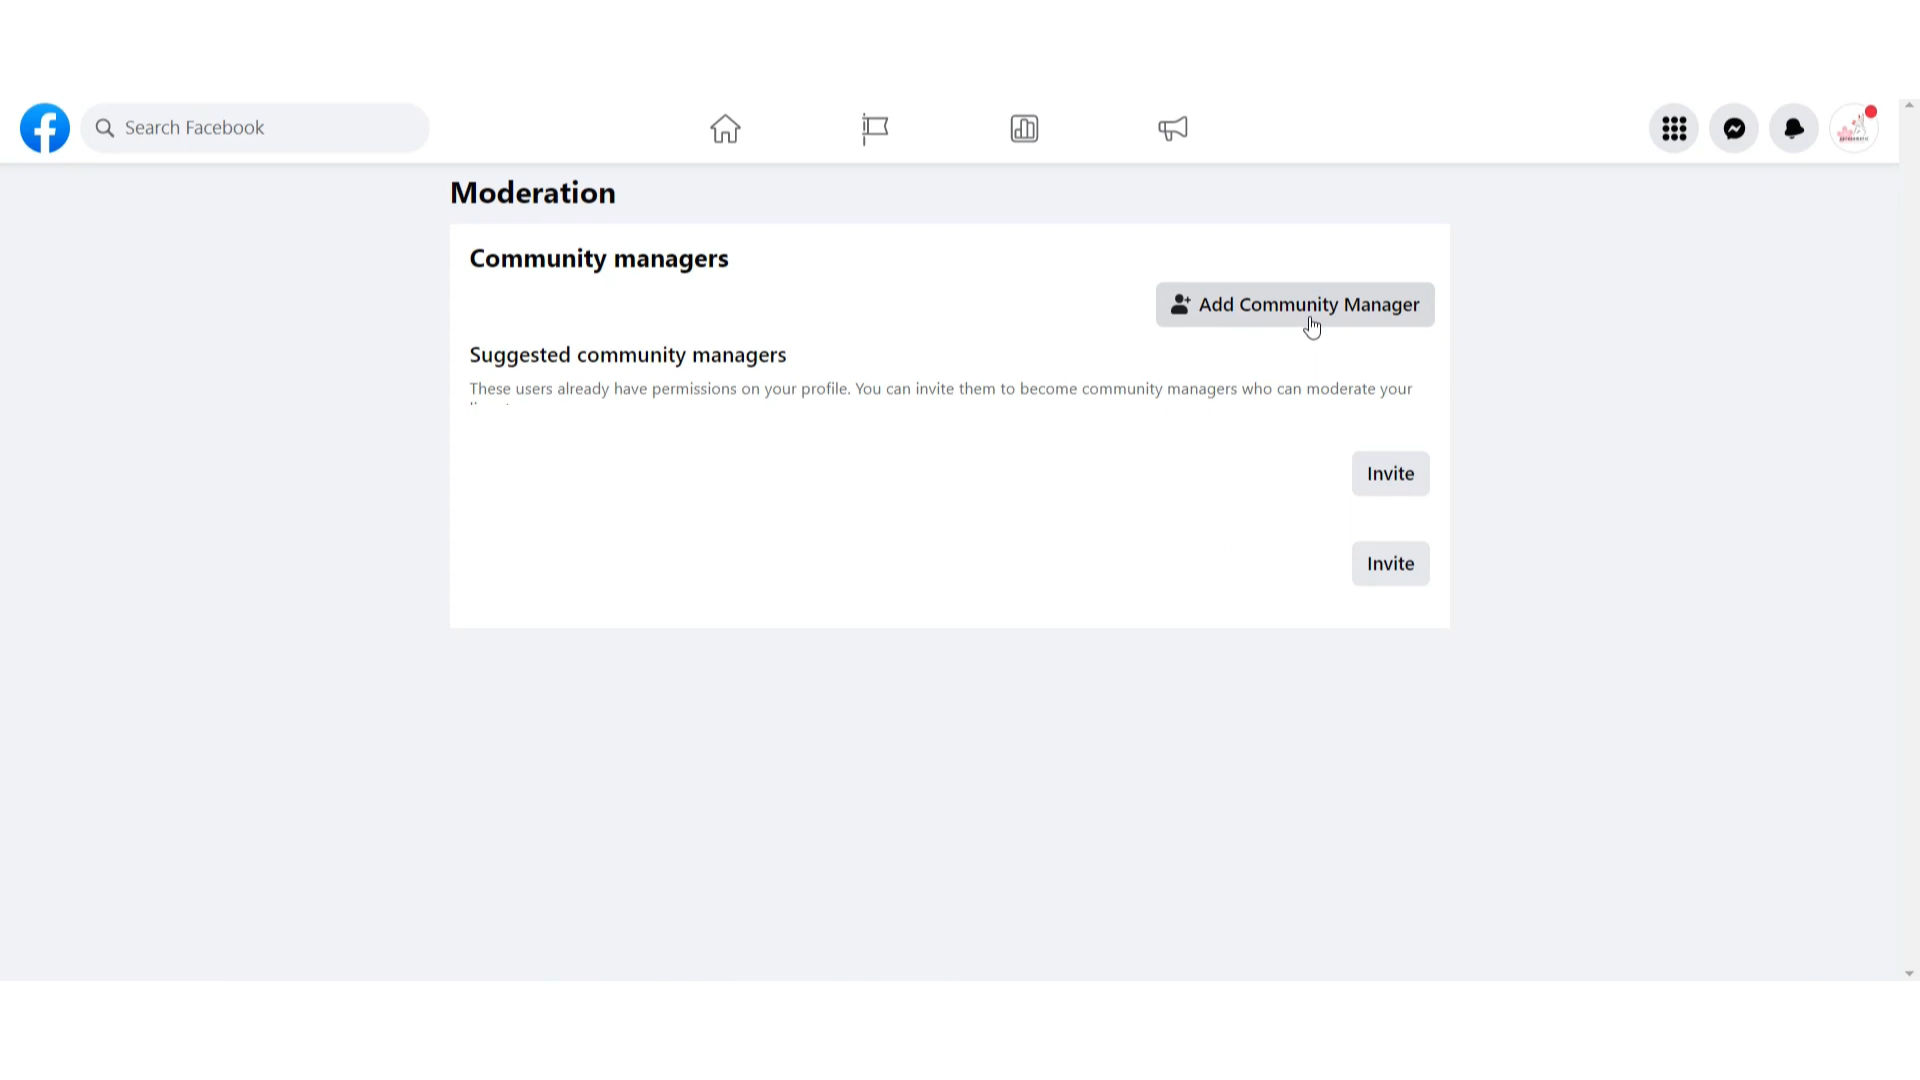 Search Facebook
Moderation
Community managers
Add Community Manager
Suggested community managers
These users already have permissions on your profile. You can invite them to become community managers who can moderate your
Invite
Invite